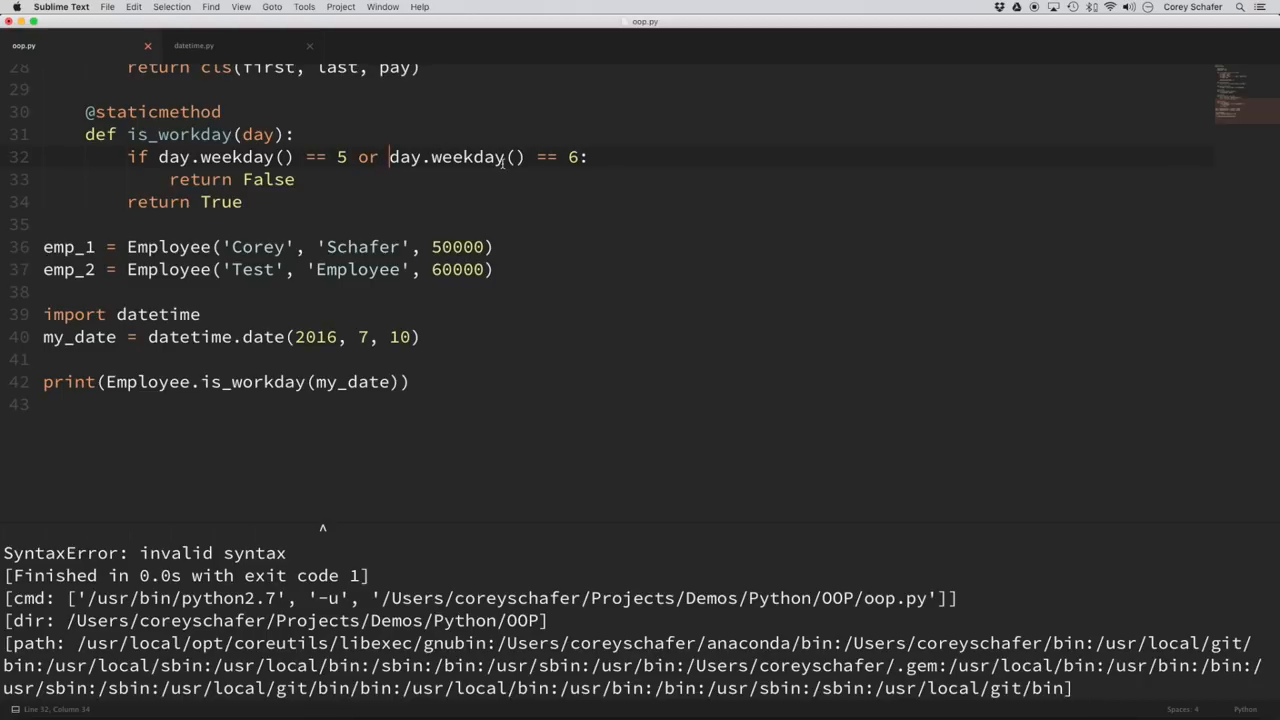 Sublime Text File Edit Selection Find View Goto Tools Project Window Help Corey Schafer
oop.py
oop.py datetime.py
28 return cls(first, last, pay)
29
30 @staticmethod
31 def is_workday(day):
32 if day.weekday() == 5 or day.weekday() == 6:
33 return False
34 return True
35
36 emp_1 = Employee('Corey', 'Schafer', 50000)
37 emp_2 = Employee('Test', 'Employee', 60000)
38
39 import datetime
40 my_date = datetime.date(2016, 7, 10)
41
42 print(Employee.is_workday(my_date))
43
^
SyntaxError: invalid syntax
[Finished in 0.0s with exit code 1]
[cmd: ['/usr/bin/python2.7', '-u', '/Users/coreyschafer/Projects/Demos/Python/OOP/oop.py']]
[dir: /Users/coreyschafer/Projects/Demos/Python/OOP]
[path: /usr/local/opt/coreutils/libexec/gnubin:/Users/coreyschafer/anaconda/bin:/Users/coreyschafer/bin:/usr/local/git/
bin:/usr/local/sbin:/usr/local/bin:/usr/sbin:/usr/bin:/Users/coreyschafer/.gem:/usr/local/bin:/usr/bin:/bin:/
usr/sbin:/sbin:/usr/local/git/bin/bin:/usr/local/bin:/usr/bin:/bin:/usr/sbin:/sbin:/usr/local/git/bin]
Line 32, Column 34 Spaces: 4 Python